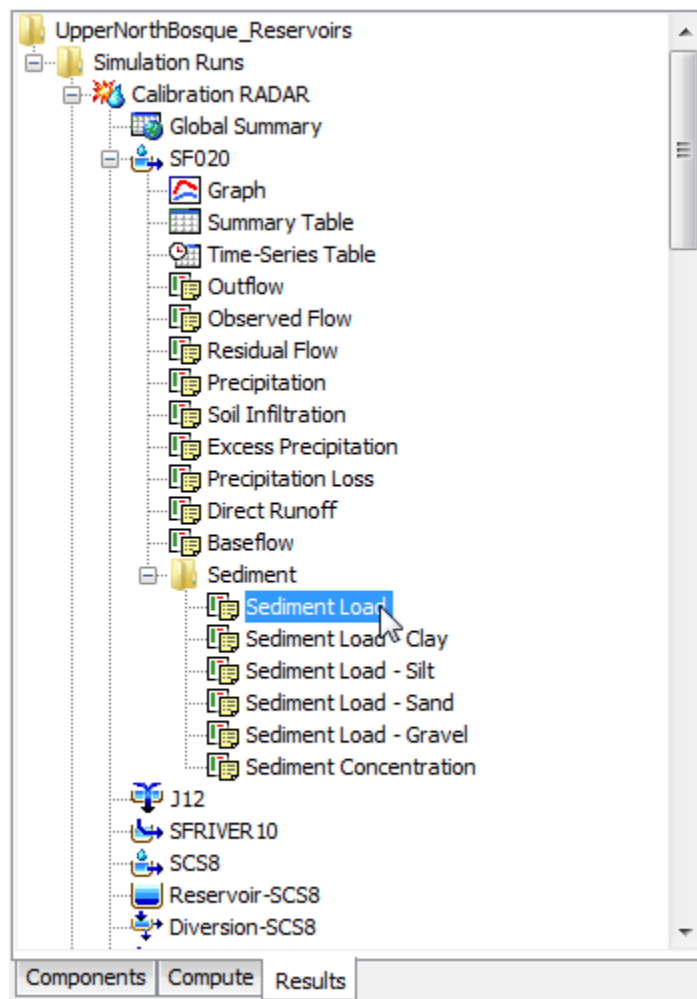 UpperNorthBosque_Reservoirs
Simulation Runs
Calibration RADAR
Global Summary
SF020
Graph
Summary Table
Time-Series Table
Outflow
Observed Flow
Residual Flow
Precipitation
Soil Infiltration
Excess Precipitation
Precipitation Loss
Direct Runoff
Baseflow
Sediment
Sediment Load
Sediment Load - Clay
Sediment Load - Silt
Sediment Load - Sand
Sediment Load - Gravel
Sediment Concentration
J12
SFRIVER10
SCS8
Reservoir-SCS8
Diversion-SCS8
Components Compute Results